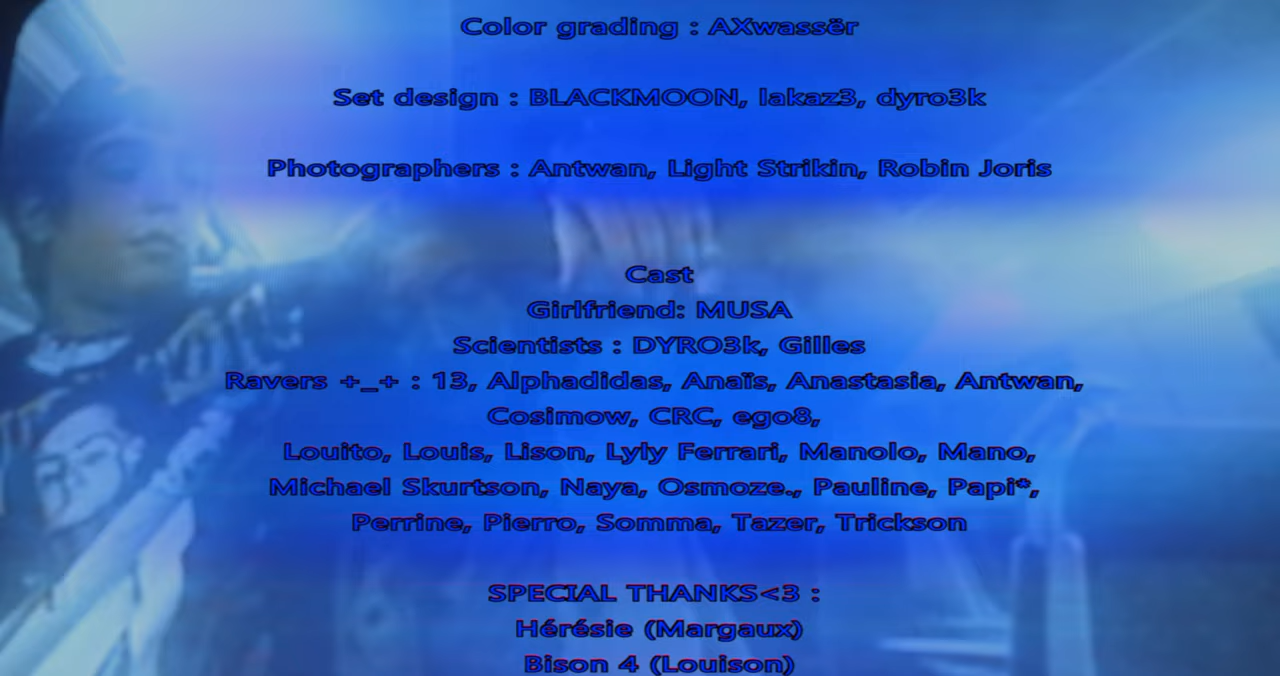 Color grading : AXwassër
Set design : BLACKMOON, lakaz3, dyro3k
Photographers : Antwan, Light Strikin, Robin Joris
Cast
Girlfriend: MUSA
Scientists : DYRO3k, Gilles
Ravers +_+ : 13, Alphadidas, Anaïs, Anastasia, Antwan,
Cosimow, CRC, ego8,
Louito, Louis, Lison, Lyly Ferrari, Manolo, Mano,
Michael Skurtson, Naya, Osmoze., Pauline, Papi*,
Perrine, Pierro, Somma, Tazer, Trickson
SPECIAL THANKS<3 :
Hérésie (Margaux)
Bison 4 (Louison)